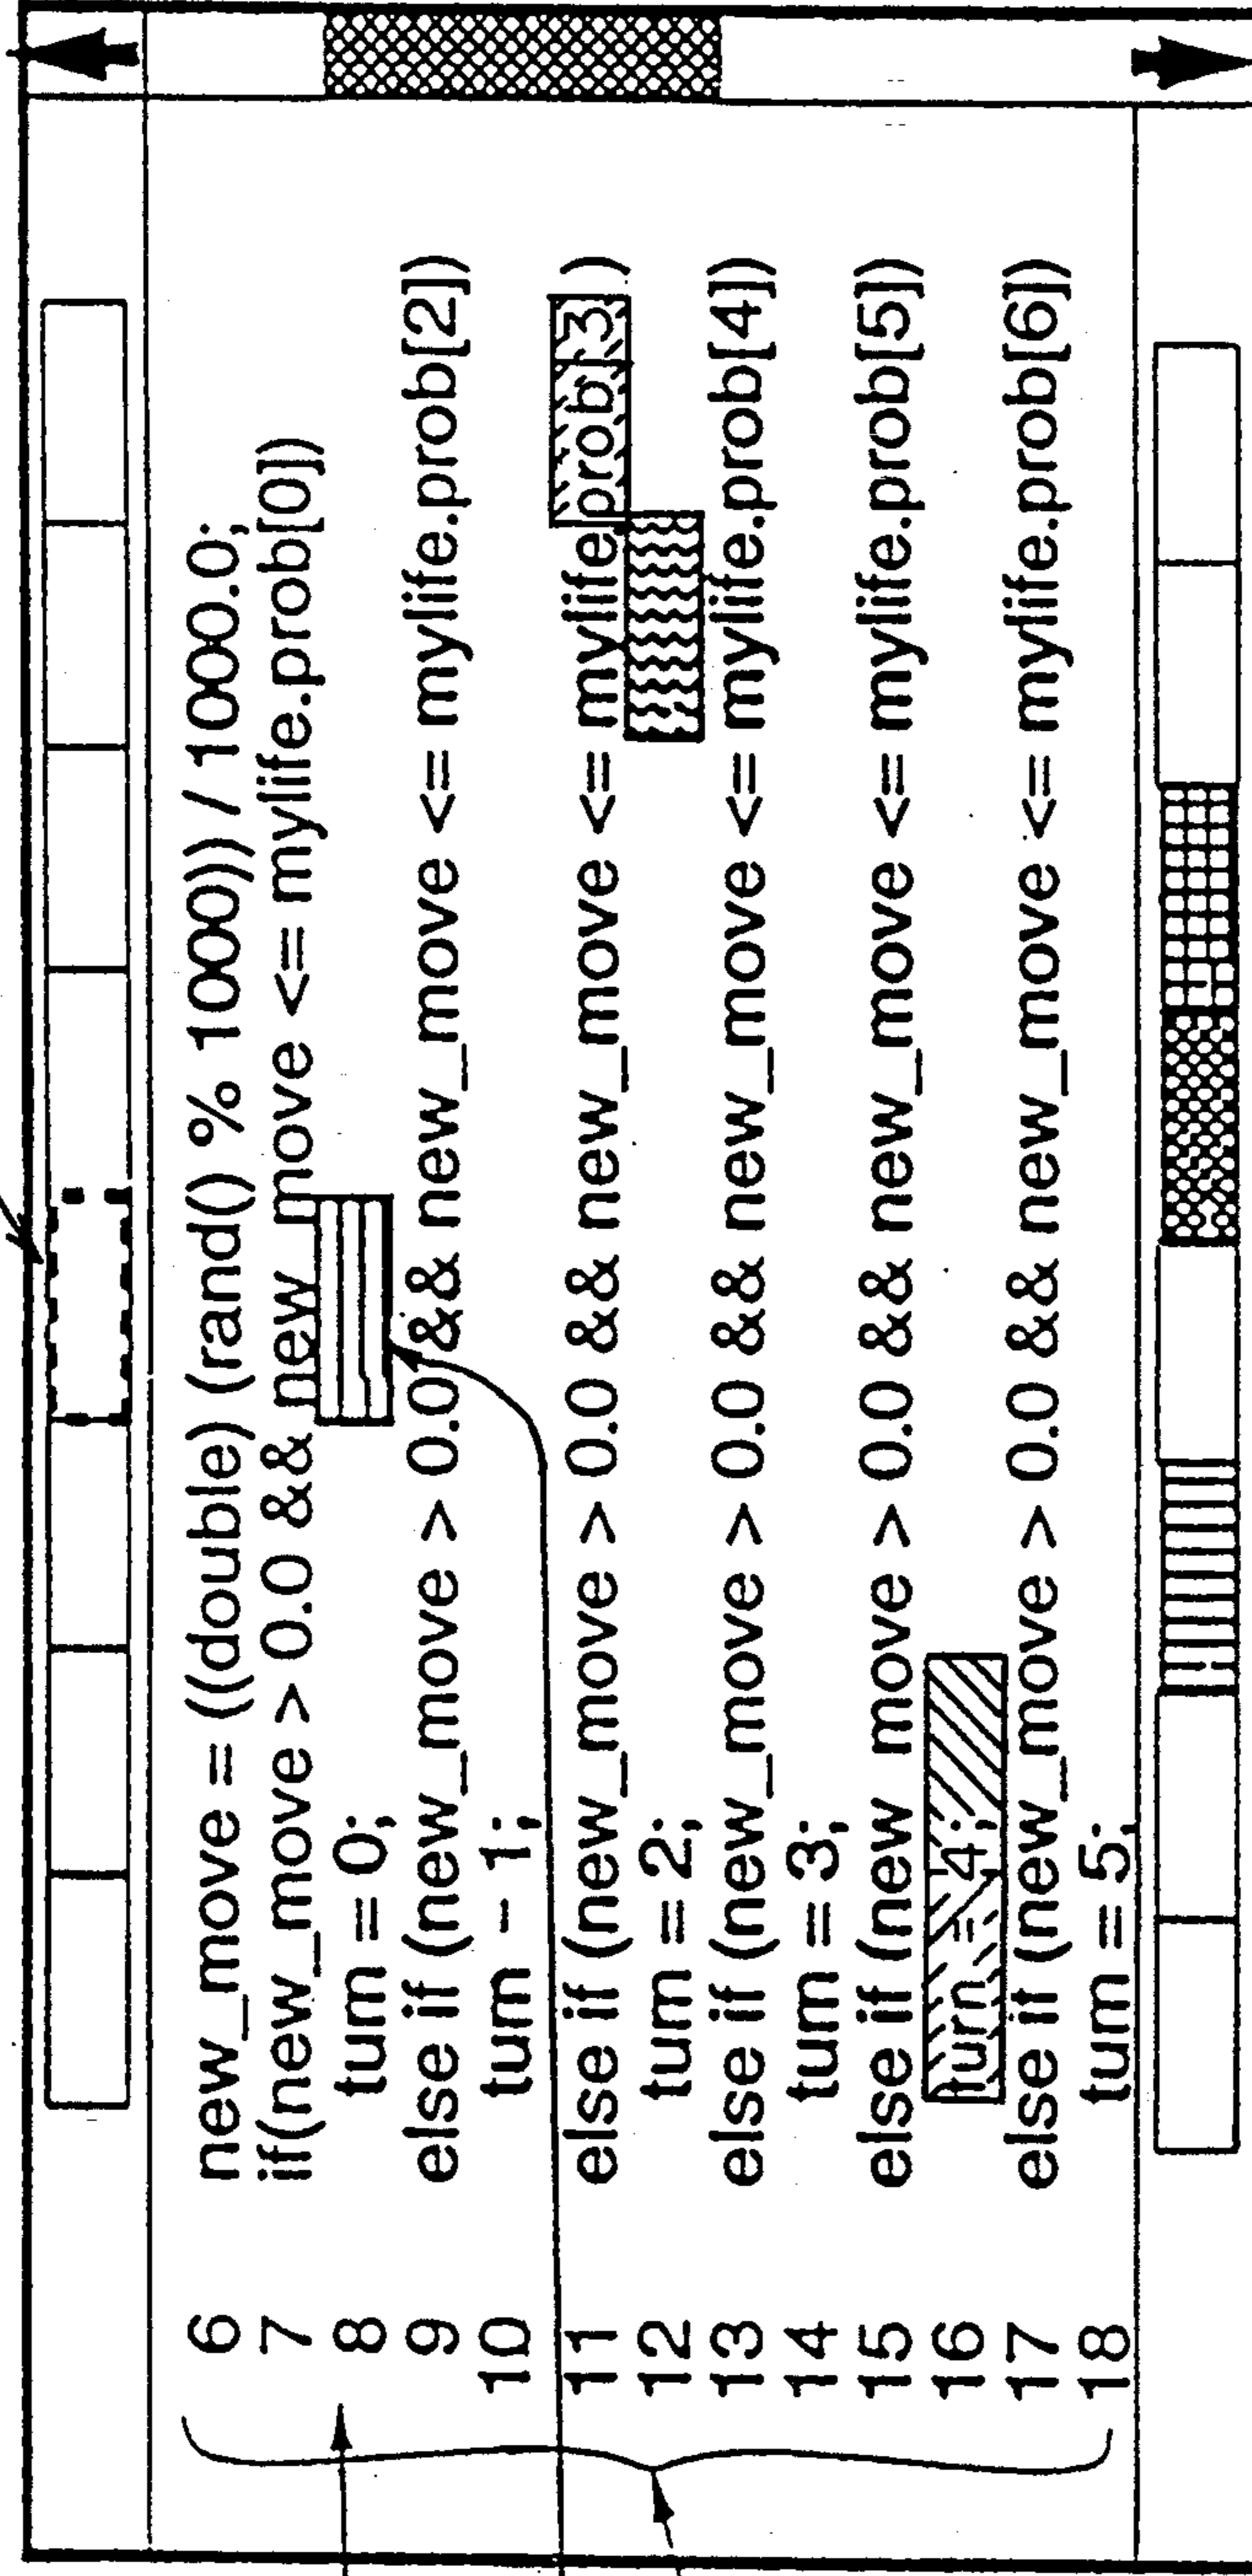 6 new_move = ((double) (rand() % 1000)) / 1000.0;
7 if(new_move > 0.0 && new_move <= mylife.prob[0])
8 turn = 0;
9 else if (new_move > 0.0 && new_move <= mylife.prob[2])
10 turn - 1;
11 else if (new_move > 0.0 && new_move <= mylife.prob[3])
12 turn = 2;
13 else if (new_move > 0.0 && new_move <= mylife.prob[4])
14 turn = 3;
15 else if (new_move > 0.0 && new_move <= mylife.prob[5])
16 turn = 4;
17 else if (new_move > 0.0 && new_move <= mylife.prob[6])
18 turn = 5;